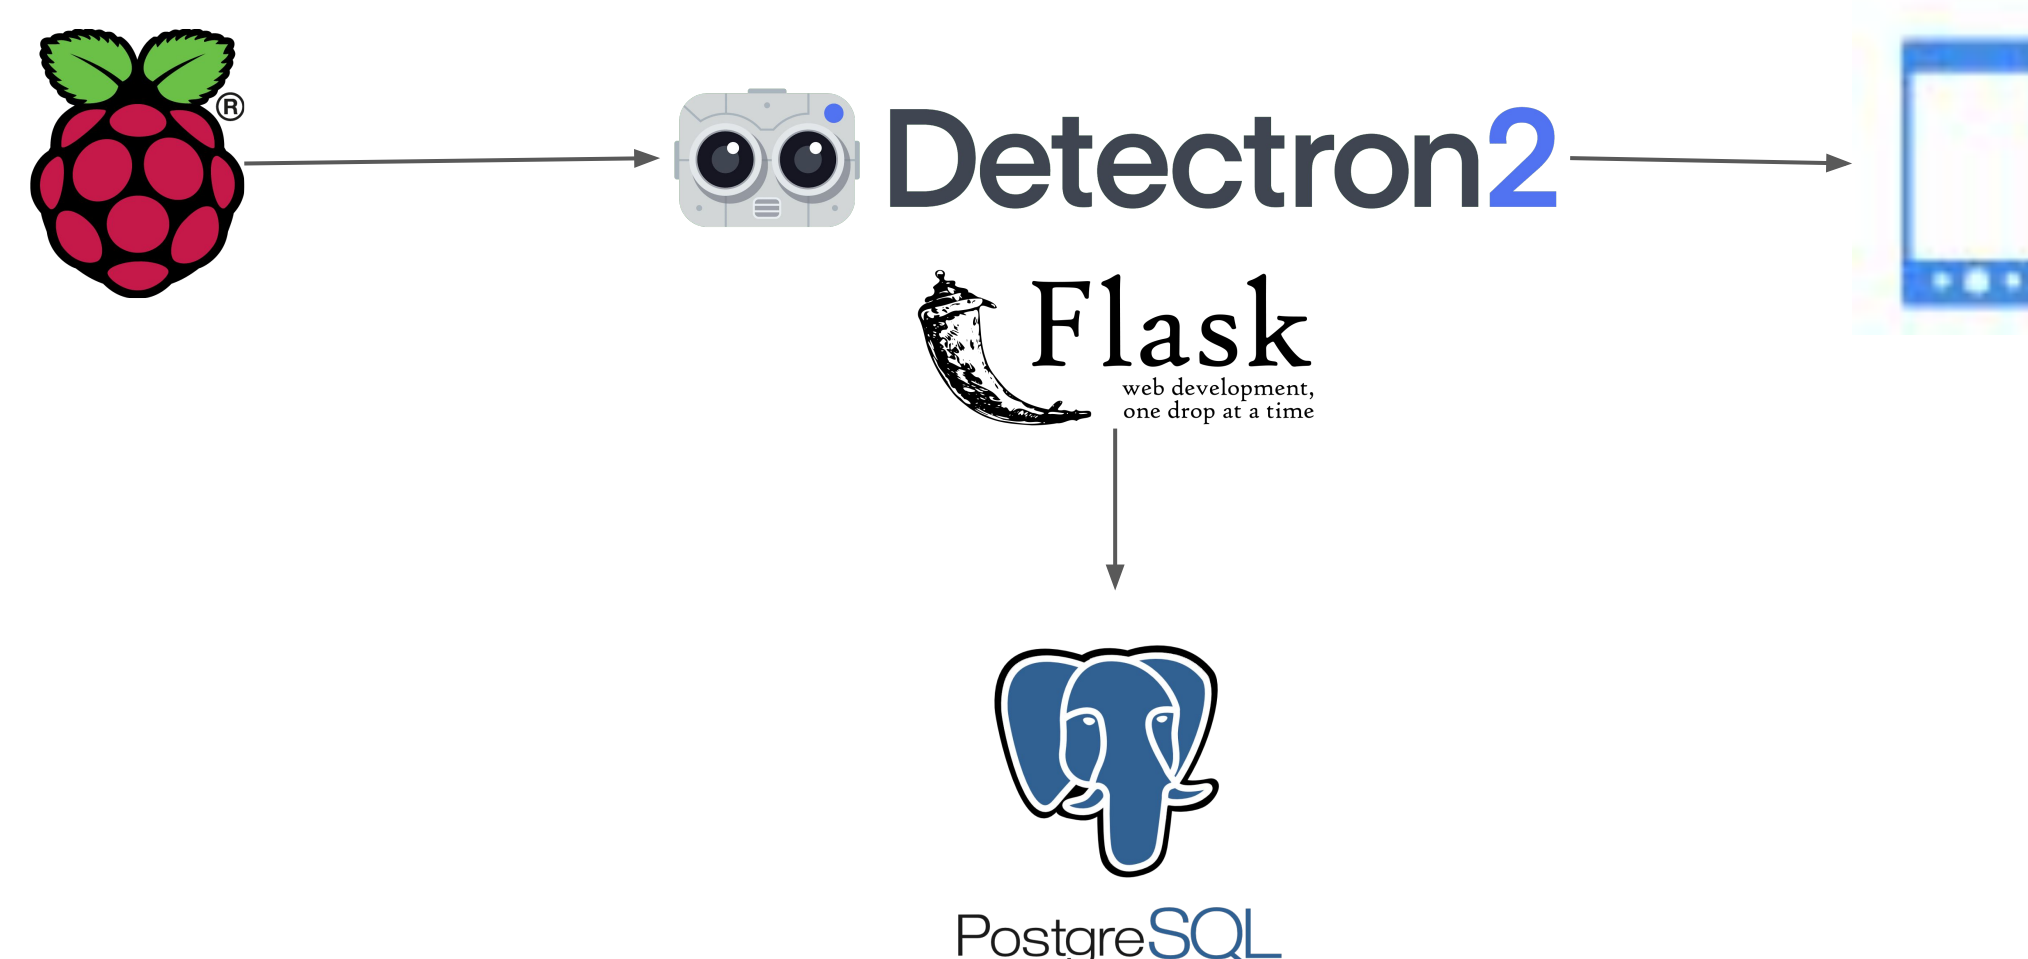 ®
Detectron2
Flask
web development,
one drop at a time
PostgreSQL